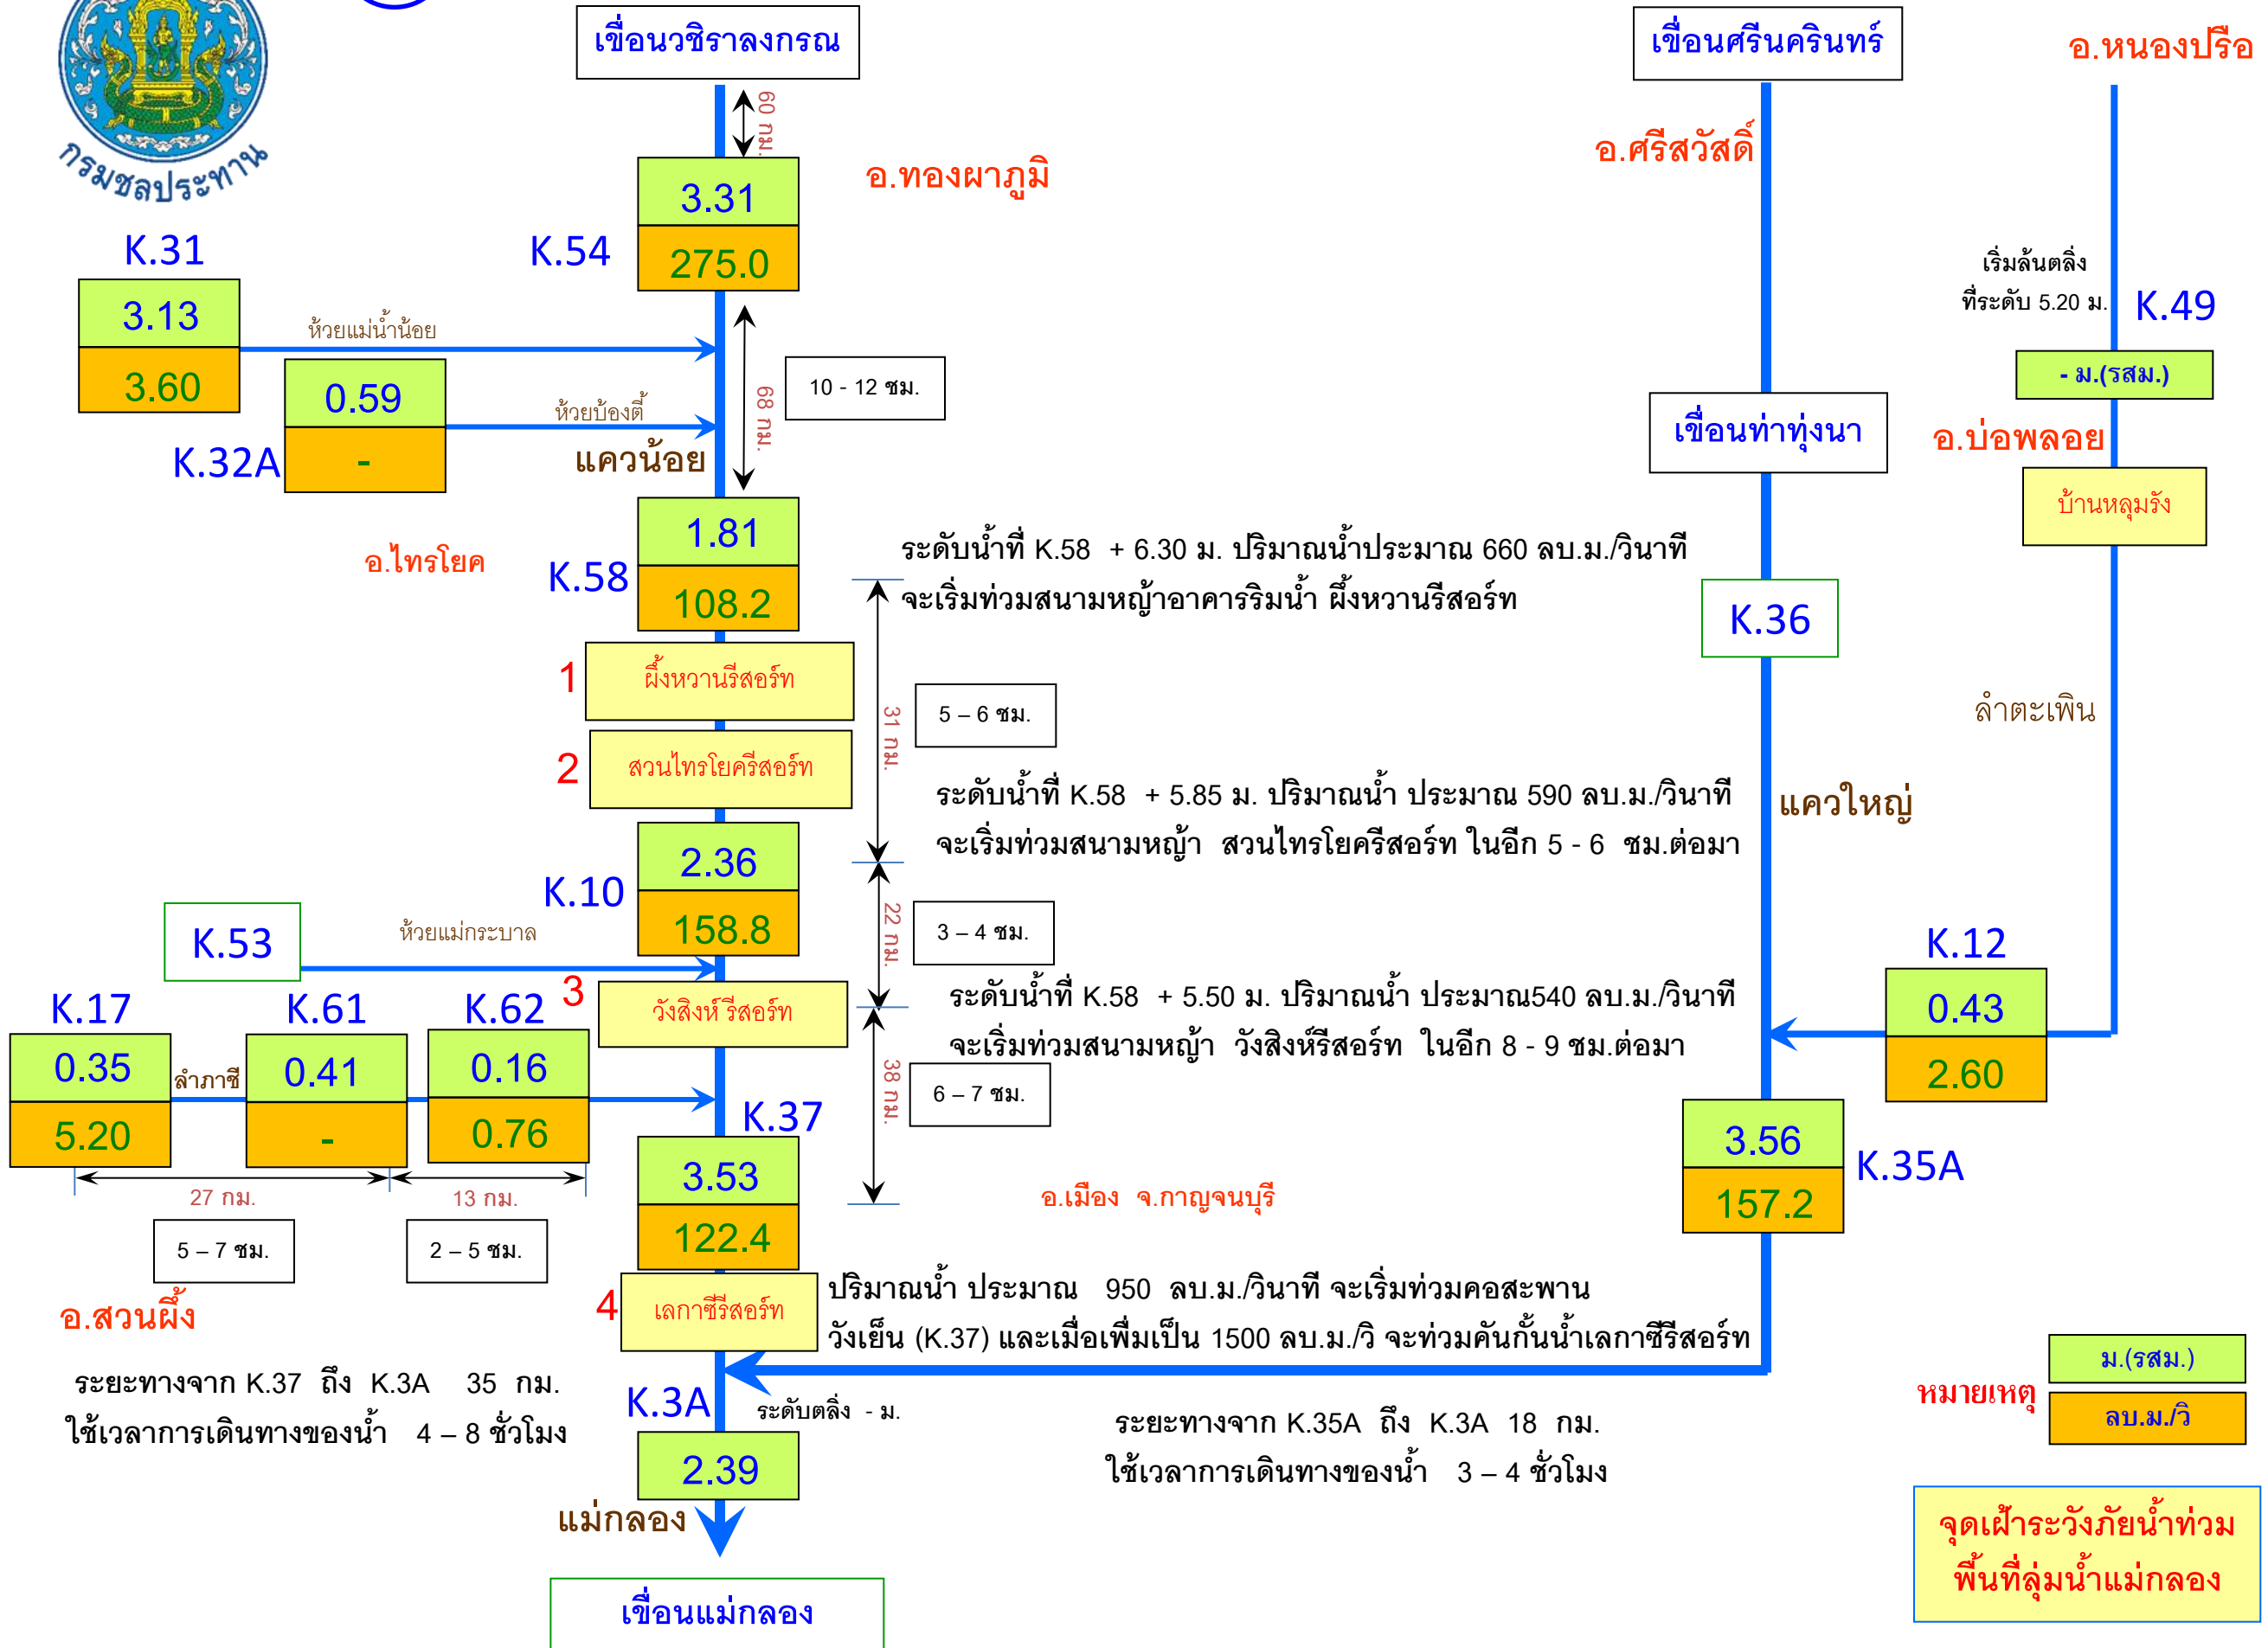 กรมชลประทาน
เขื่อนวชิราลงกรณ
เขื่อนศรีนครินทร์
อ.หนองปรือ
60 กม.
อ.ศรีสวัสดิ์
อ.ทองผาภูมิ
K.54
3.31
275.0
K.31
3.13
3.60
ห้วยแม่น้ำน้อย
เริ่มล้นตลิ่ง
ที่ระดับ 5.20 ม.
K.49
- ม.(รสม.)
K.32A
0.59
-
ห้วยบ้องตี้
แควน้อย
68 กม.
10 - 12 ชม.
เขื่อนท่าทุ่งนา
อ.บ่อพลอย
บ้านหลุมรัง
อ.ไทรโยค
K.58
1.81
108.2
ระดับน้ำที่ K.58 + 6.30 ม. ปริมาณน้ำประมาณ 660 ลบ.ม./วินาที
จะเริ่มท่วมสนามหญ้าอาคารริมน้ำ ผึ้งหวานรีสอร์ท
K.36
1
ผึ้งหวานรีสอร์ท
31 กม.
5 – 6 ชม.
ลำตะเพิน
2
สวนไทรโยครีสอร์ท
ระดับน้ำที่ K.58 + 5.85 ม. ปริมาณน้ำ ประมาณ 590 ลบ.ม./วินาที
จะเริ่มท่วมสนามหญ้า สวนไทรโยครีสอร์ท ในอีก 5 - 6 ชม.ต่อมา
แควใหญ่
K.10
2.36
158.8
K.53
ห้วยแม่กระบาล
22 กม.
3 – 4 ชม.
K.12
0.43
2.60
3
วังสิงห์ รีสอร์ท
ระดับน้ำที่ K.58 + 5.50 ม. ปริมาณน้ำ ประมาณ540 ลบ.ม./วินาที
จะเริ่มท่วมสนามหญ้า วังสิงห์รีสอร์ท ในอีก 8 - 9 ชม.ต่อมา
K.17
0.35
5.20
ลำภาชี
K.61
0.41
-
K.62
0.16
0.76
38 กม.
6 – 7 ชม.
K.37
3.53
122.4
K.35A
3.56
157.2
27 กม.
13 กม.
5 – 7 ชม.
2 – 5 ชม.
อ.เมือง จ.กาญจนบุรี
อ.สวนผึ้ง
4
เลกาซีรีสอร์ท
ปริมาณน้ำ ประมาณ 950 ลบ.ม./วินาที จะเริ่มท่วมคอสะพาน
วังเย็น (K.37) และเมื่อเพิ่มเป็น 1500 ลบ.ม./วิ จะท่วมคันกั้นน้ำเลกาซีรีสอร์ท
ระยะทางจาก K.37 ถึง K.3A 35 กม.
ใช้เวลาการเดินทางของน้ำ 4 – 8 ชั่วโมง
K.3A
ระดับตลิ่ง - ม.
2.39
ระยะทางจาก K.35A ถึง K.3A 18 กม.
ใช้เวลาการเดินทางของน้ำ 3 – 4 ชั่วโมง
หมายเหตุ
ม.(รสม.)
ลบ.ม./วิ
แม่กลอง
เขื่อนแม่กลอง
จุดเฝ้าระวังภัยน้ำท่วม
พื้นที่ลุ่มน้ำแม่กลอง